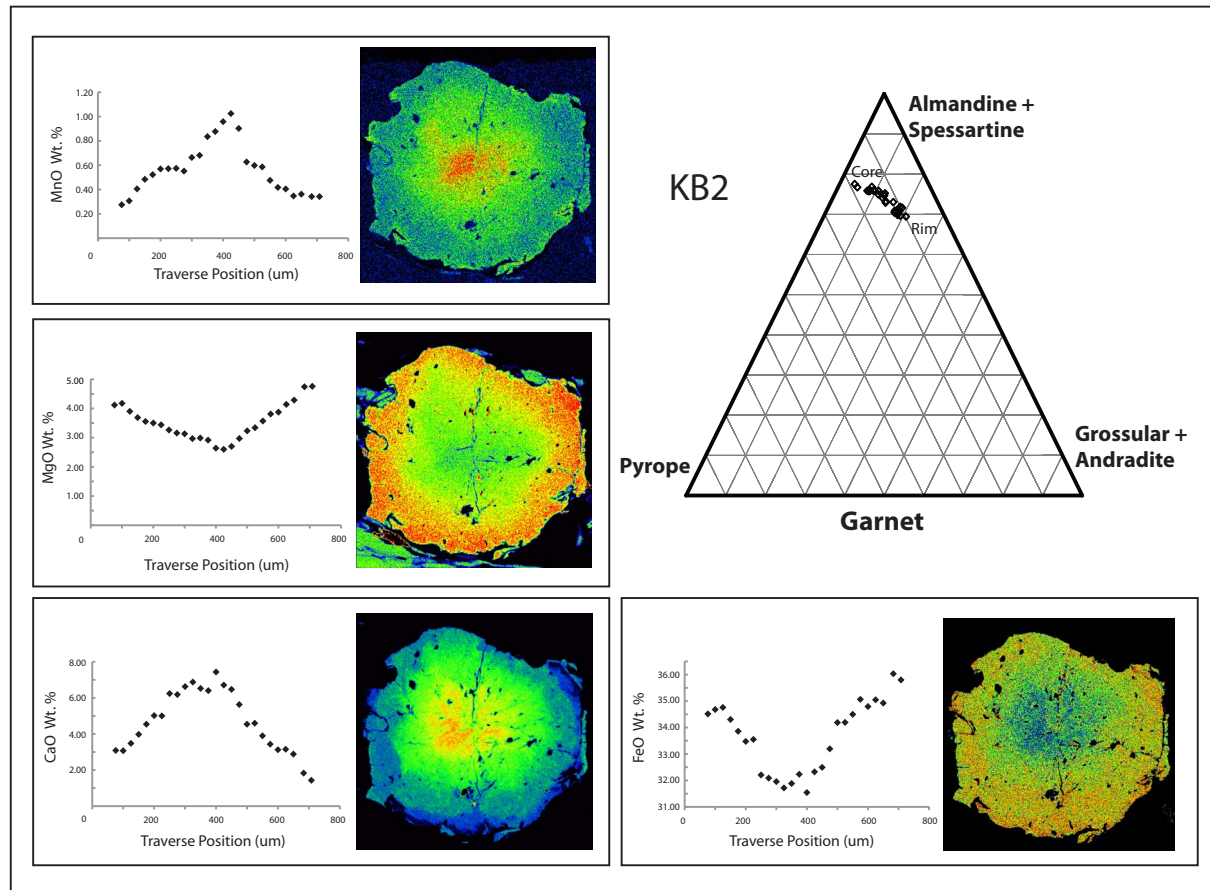 MnO Wt. %
1.20
1.00
0.80
0.60
0.40
0.20
0 200 400 600 800
Traverse Position (um)
KB2
Almandine +
Spessartine
Core
Rim
Pyrope
Grossular +
Andradite
Garnet
MgO Wt. %
5.00
4.00
3.00
2.00
1.00
0 200 400 600 800
Traverse Position (um)
CaO Wt. %
8.00
6.00
4.00
2.00
0 200 400 600 800
Traverse Position (um)
FeO Wt. %
36.00
35.00
34.00
33.00
32.00
31.00
0 200 400 600 800
Traverse Position (um)